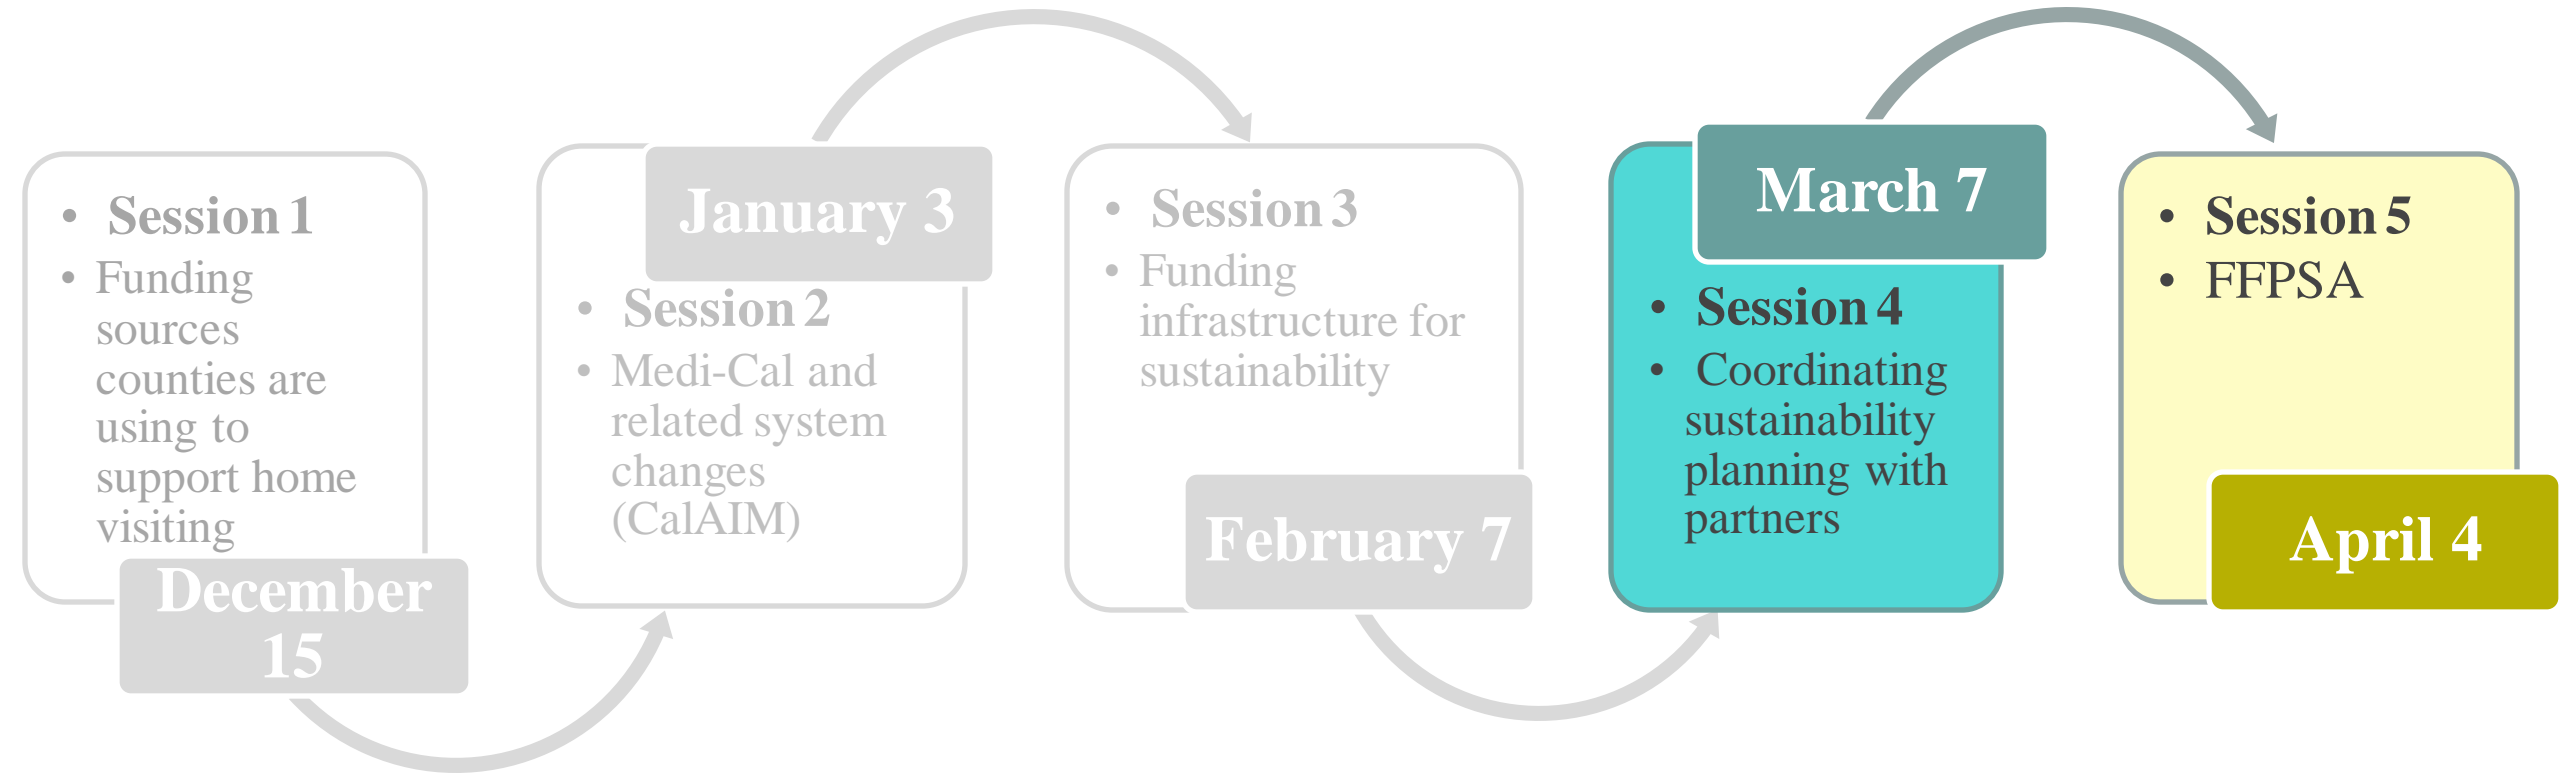 • Session 1
• Funding
sources
counties are
using to
support home
visiting
December
15
January 3
• Session 2
• Medi-Cal and
related system
changes
(CalAIM)
• Session 3
• Funding
infrastructure for
sustainability
February 7
March 7
• Session 4
• Coordinating
sustainability
planning with
partners
• Session 5
• FFPSA
April 4